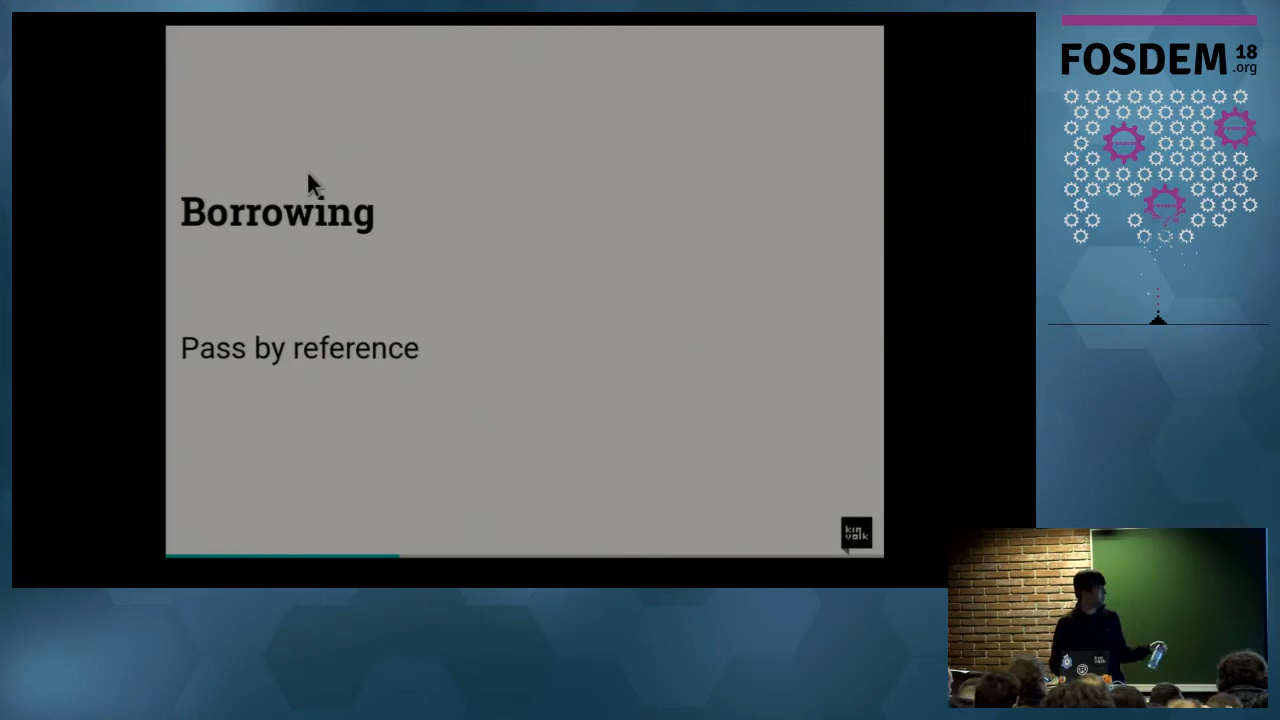 Borrowing
Pass by reference
kin
volk
FOSDEM 18
.org